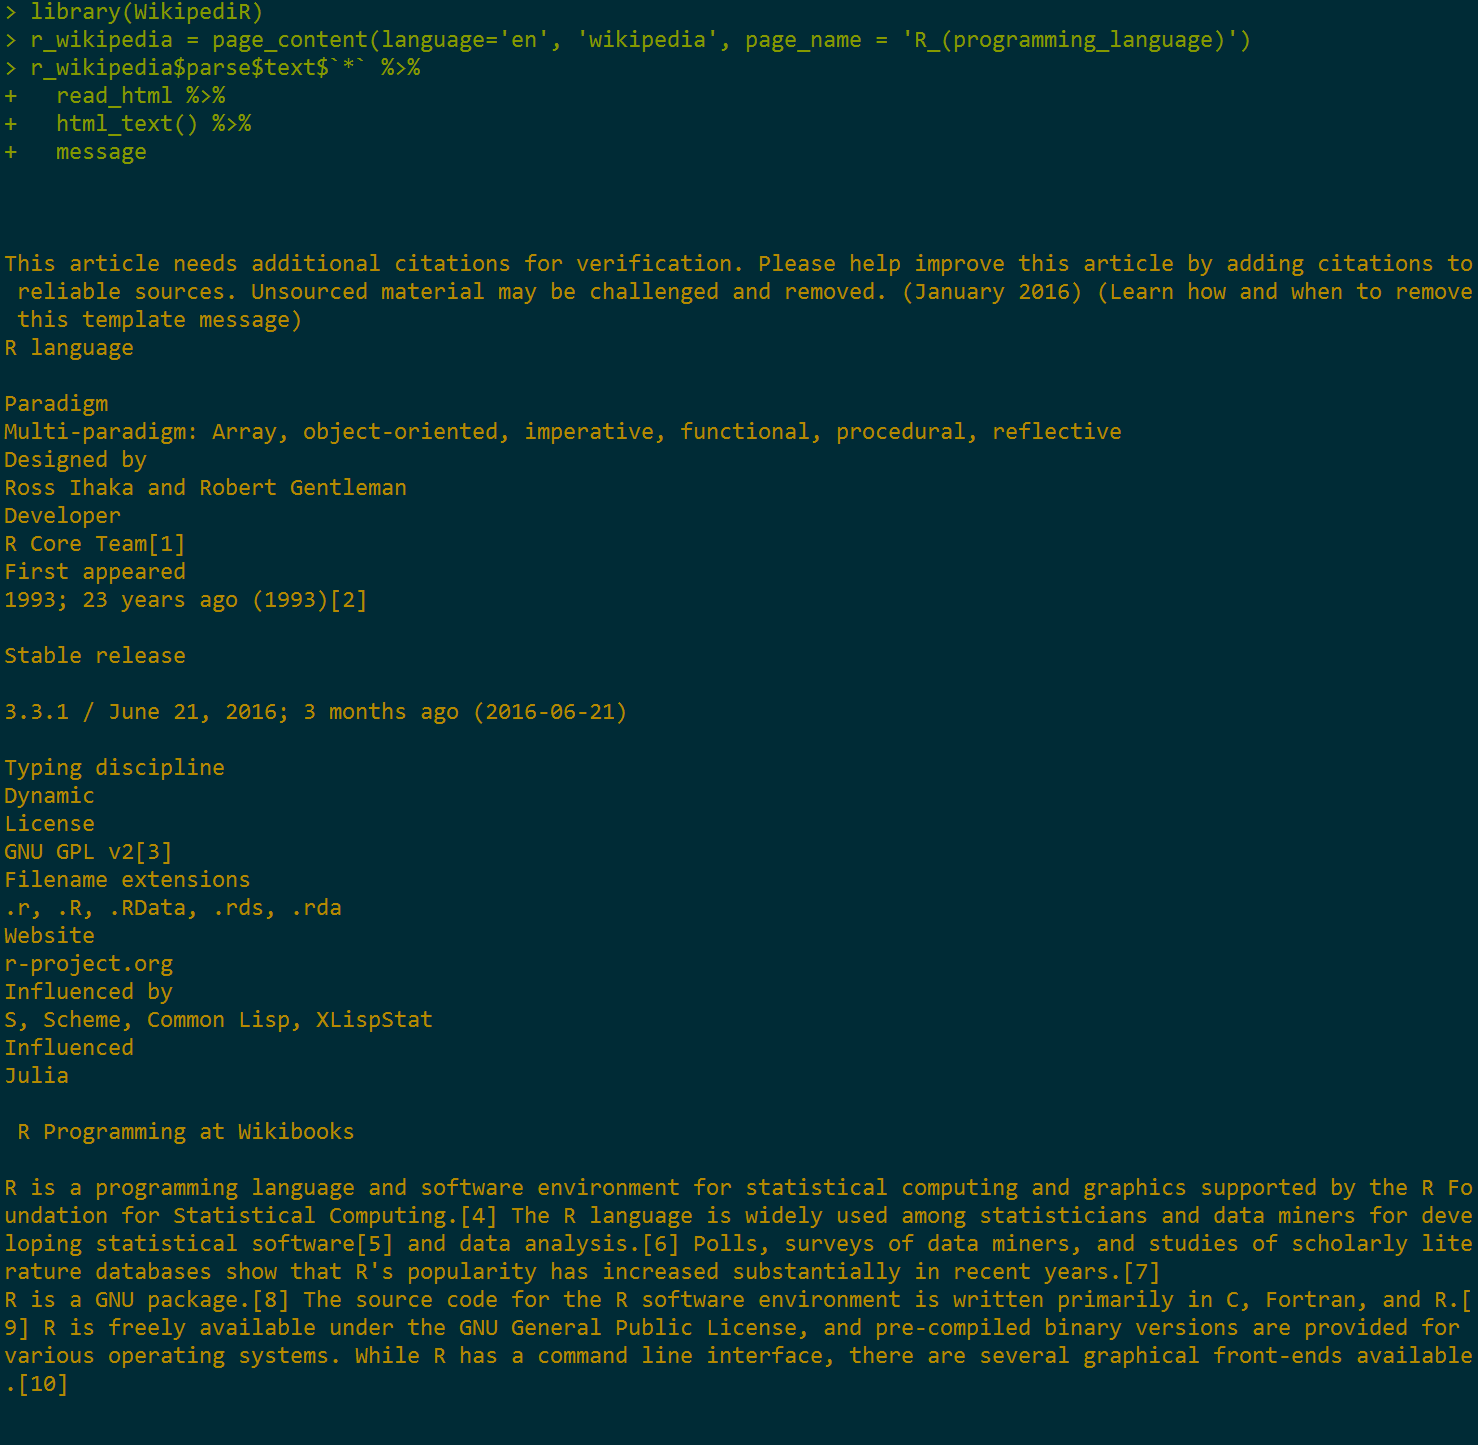 > library(WikipediR)
> r_wikipedia = page_content(language='en', 'wikipedia', page_name = 'R_(programming_language)')
> r_wikipedia$parse$text$`*` %>%
+   read_html %>%
+   html_text() %>%
+   message
This article needs additional citations for verification. Please help improve this article by adding citations to
 reliable sources. Unsourced material may be challenged and removed. (January 2016) (Learn how and when to remove
 this template message)
R language
Paradigm
Multi-paradigm: Array, object-oriented, imperative, functional, procedural, reflective
Designed by
Ross Ihaka and Robert Gentleman
Developer
R Core Team[1]
First appeared
1993; 23 years ago (1993)[2]
Stable release
3.3.1 / June 21, 2016; 3 months ago (2016-06-21)
Typing discipline
Dynamic
License
GNU GPL v2[3]
Filename extensions
.r, .R, .RData, .rds, .rda
Website
r-project.org
Influenced by
S, Scheme, Common Lisp, XLispStat
Influenced
Julia
 R Programming at Wikibooks
R is a programming language and software environment for statistical computing and graphics supported by the R Fo
undation for Statistical Computing.[4] The R language is widely used among statisticians and data miners for deve
loping statistical software[5] and data analysis.[6] Polls, surveys of data miners, and studies of scholarly lite
rature databases show that R's popularity has increased substantially in recent years.[7]
R is a GNU package.[8] The source code for the R software environment is written primarily in C, Fortran, and R.[
9] R is freely available under the GNU General Public License, and pre-compiled binary versions are provided for
various operating systems. While R has a command line interface, there are several graphical front-ends available
.[10]